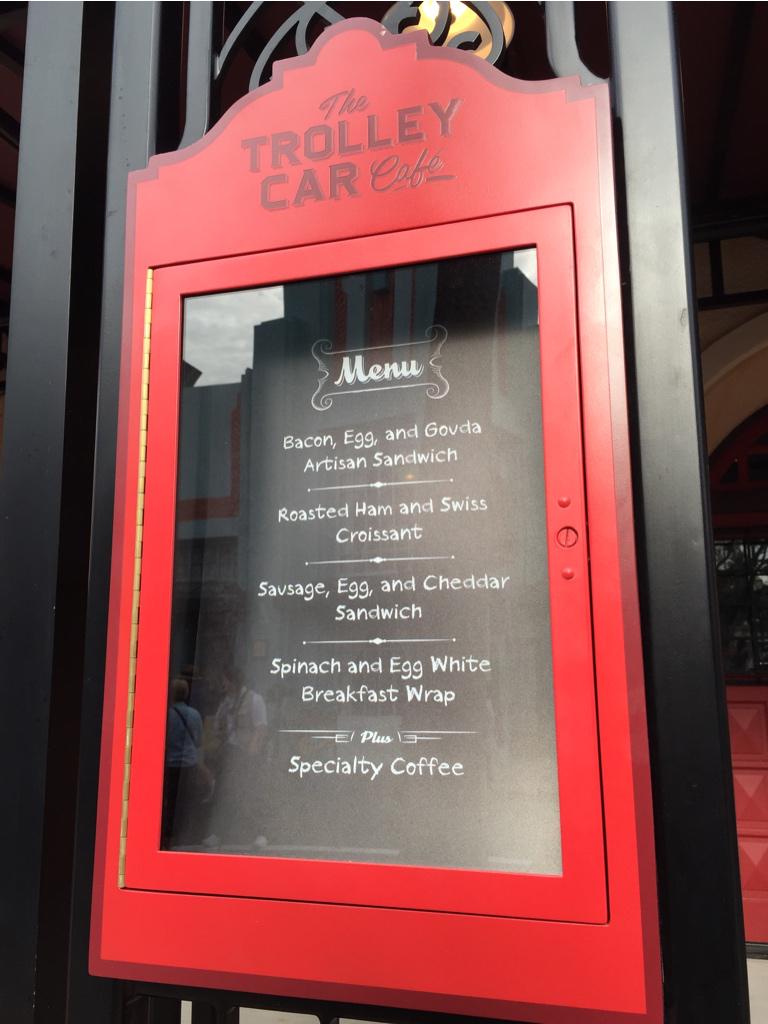 The
TROLLEY
CAR Café
Menu
Bacon, Egg, and Gouda
Artisan Sandwich
Roasted Ham and Swiss
Croissant
Sausage, Egg, and Cheddar
Sandwich
Spinach and Egg White
Breakfast Wrap
Plus
Specialty Coffee